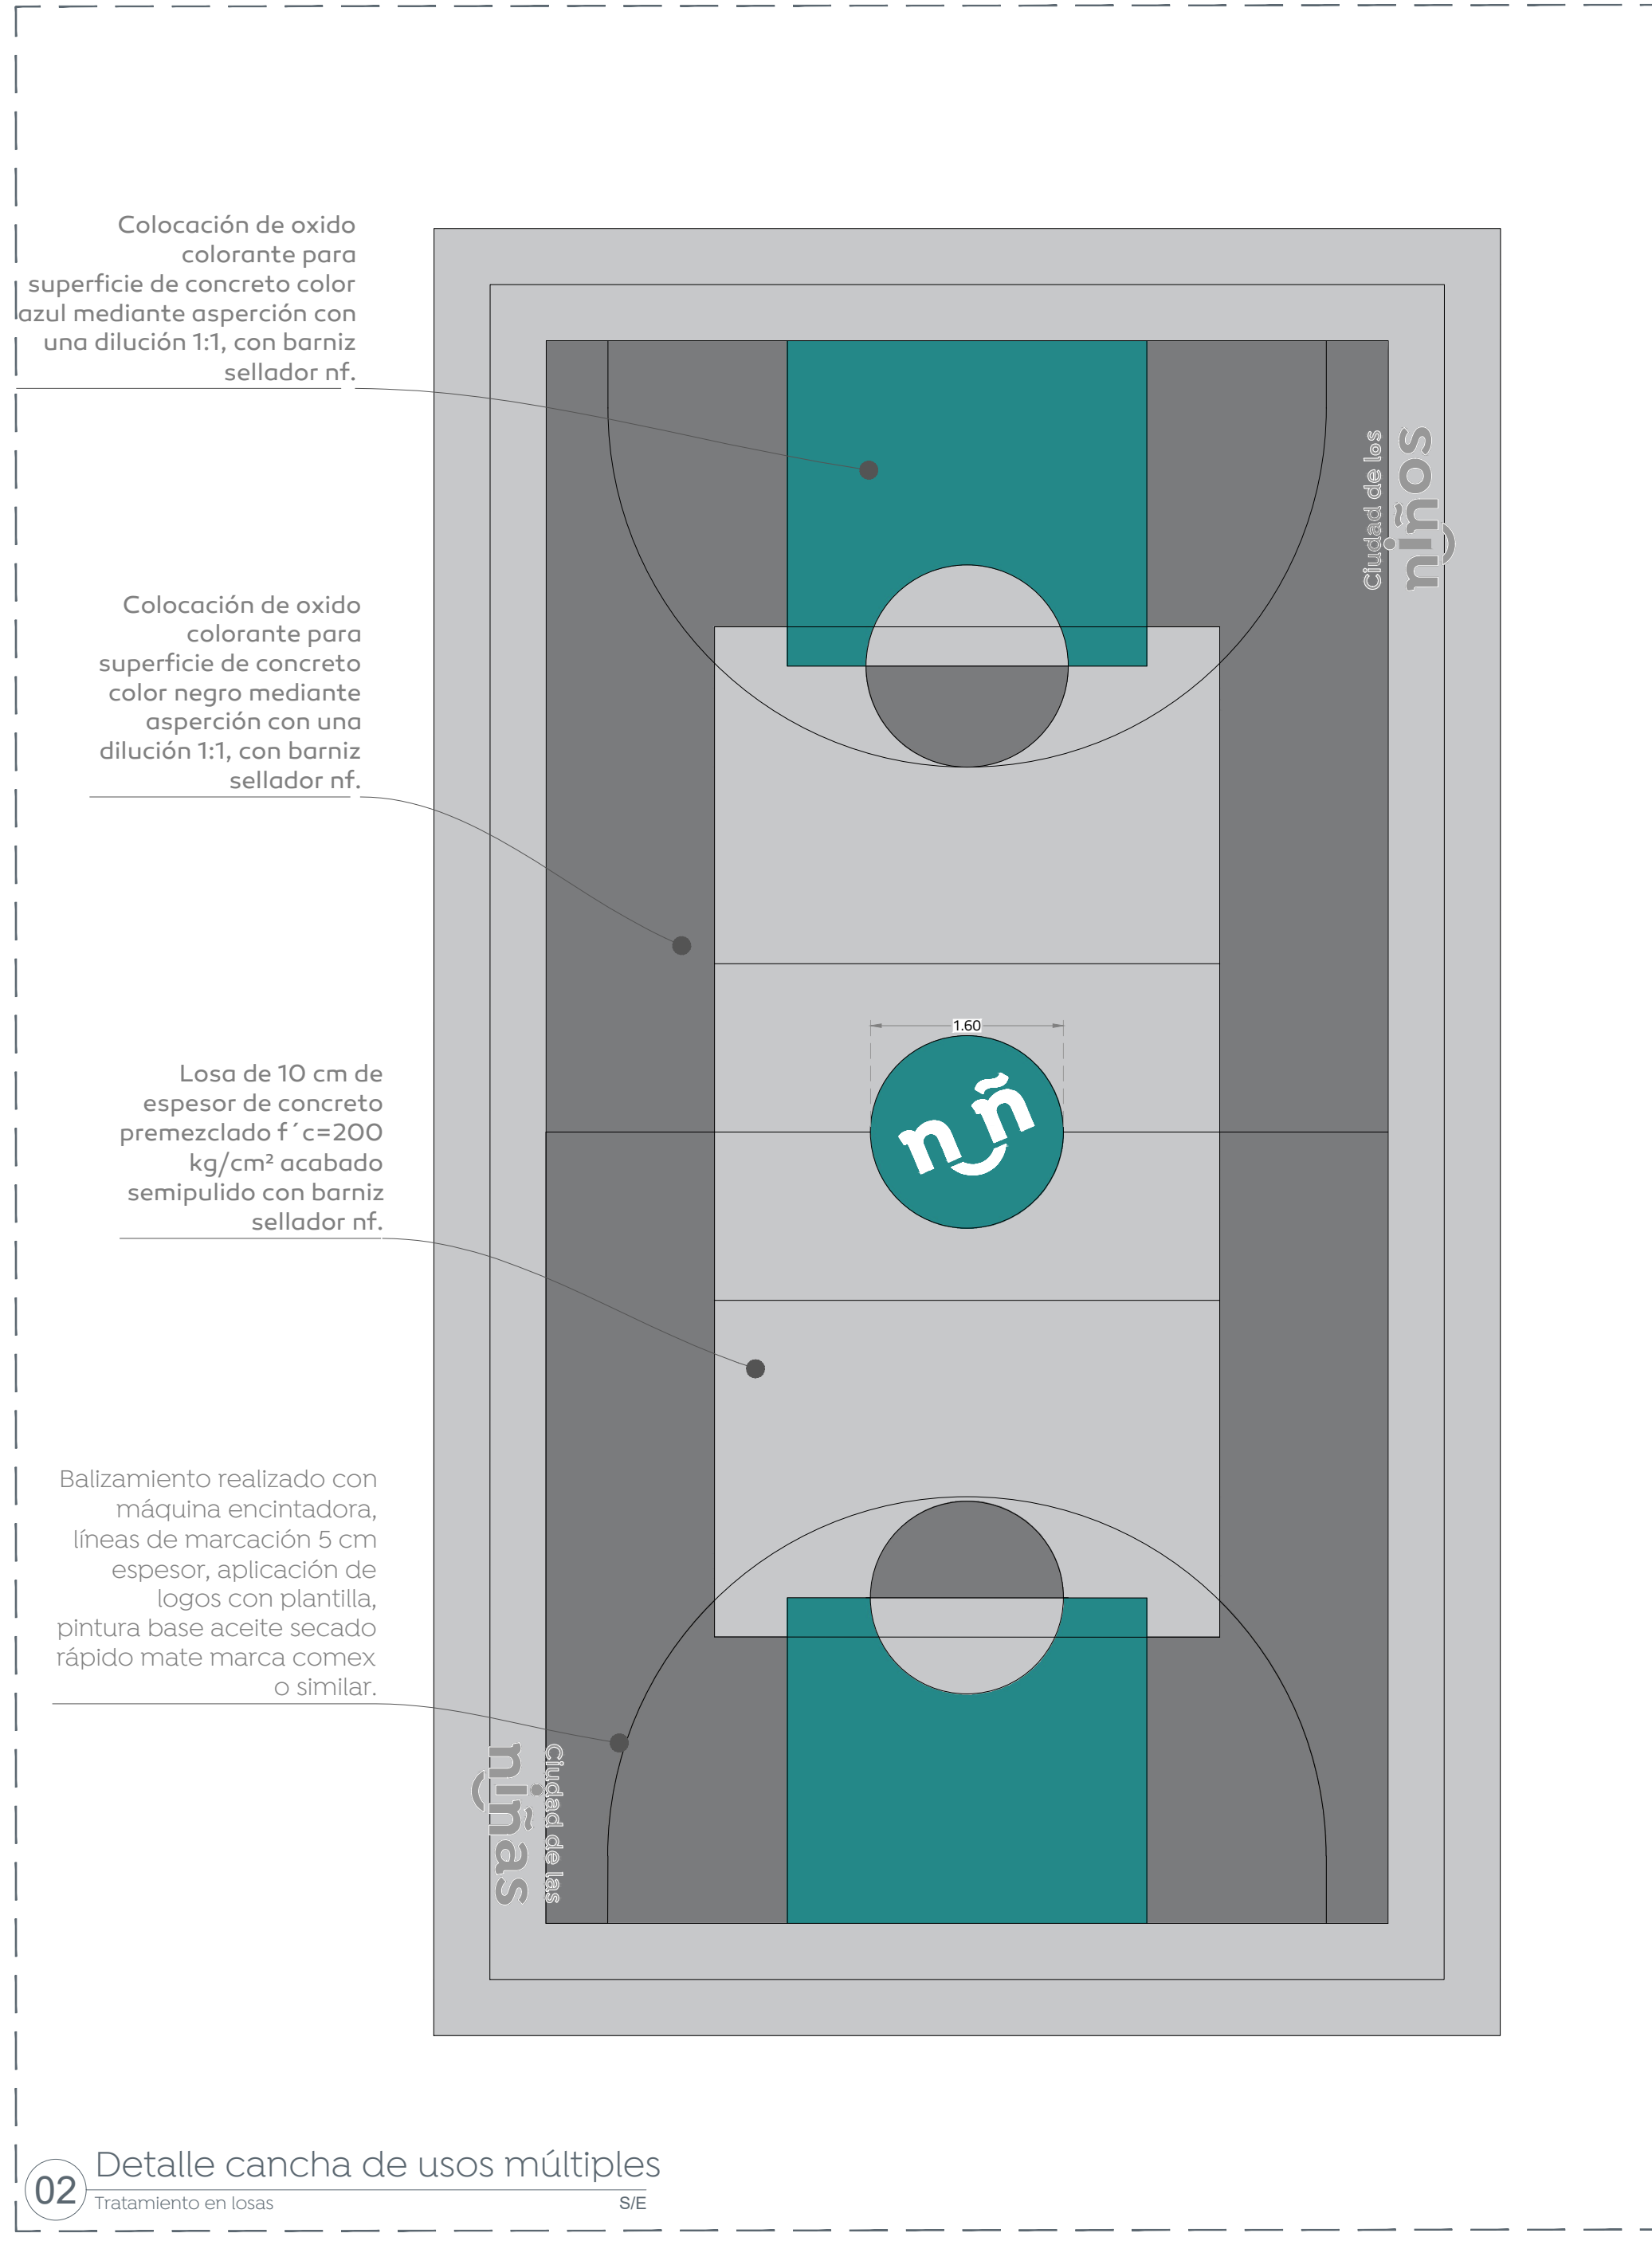 Colocación de oxido
colorante para
superficie de concreto color
azul mediante asperción con
una dilución 1:1, con barniz
sellador nf.
Ciudad de los
niños
Colocación de oxido
colorante para
superficie de concreto
color negro mediante
asperción con una
dilución 1:1, con barniz
sellador nf.
1.60
n ñ
Losa de 10 cm de
espesor de concreto
premezclado f´c=200
kg/cm² acabado
semipulido con barniz
sellador nf.
Balizamiento realizado con
máquina encintadora,
líneas de marcación 5 cm
espesor, aplicación de
logos con plantilla,
pintura base aceite secado
rápido mate marca comex
o similar.
Ciudad de las
niñas
02
Detalle cancha de usos múltiples
Tratamiento en losas
S/E